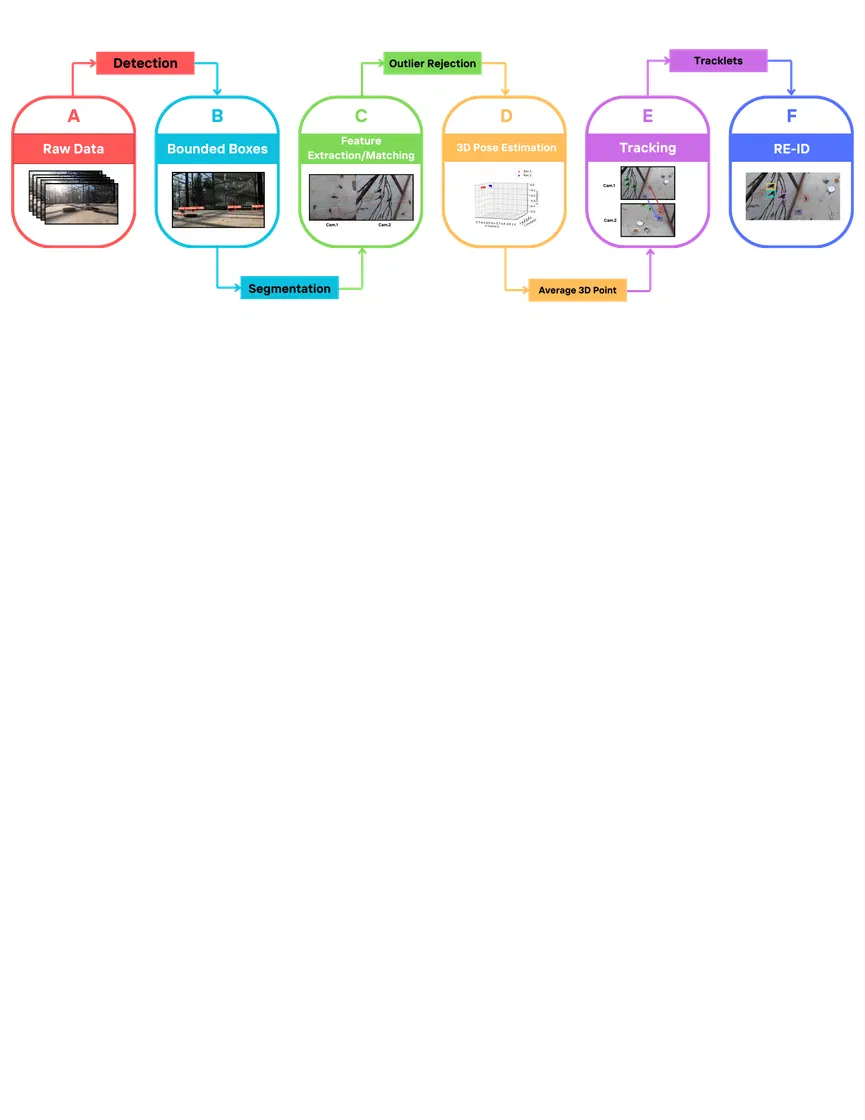 Detection
Outlier Rejection
Tracklets
A
B
C
D
E
F
Raw Data
Bounded Boxes
Feature
Extraction/Matching
3D Pose Estimation
Tracking
RE-ID
Cam.1
Cam.2
Cam.1
Cam.2
Segmentation
Average 3D Point